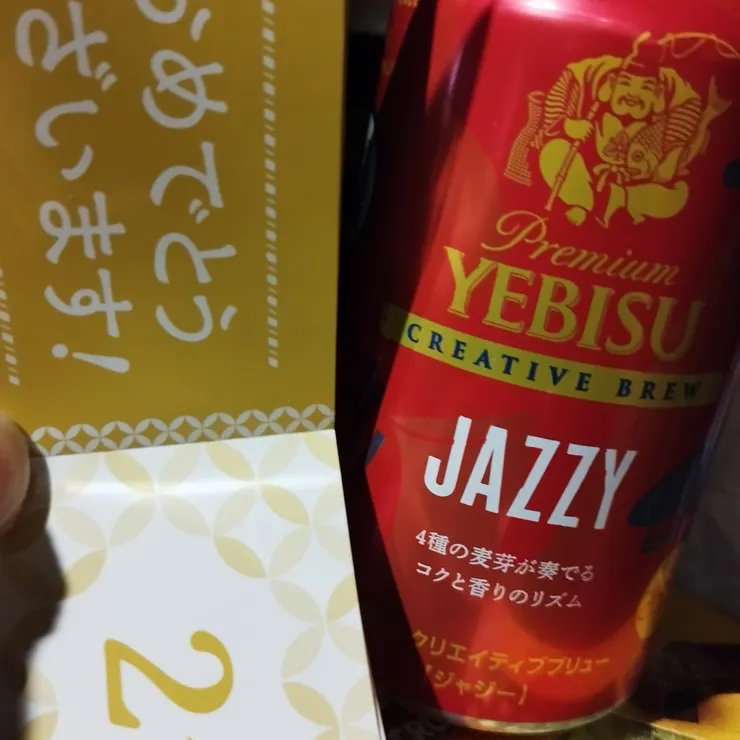 めでとう
ざいます!
2
Premium
YEBISU
CREATIVE BREW
JAZZY
4種の麦芽が奏でる
コクと香りのリズム
クリエイティブブリュー
ジャジー】